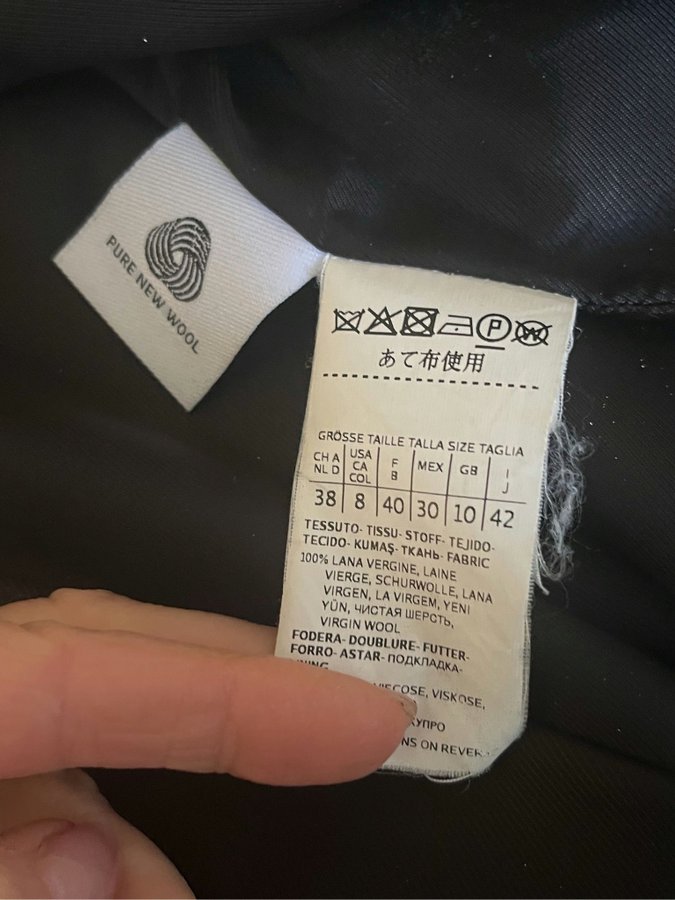 PURE NEW WOOL
P W
あて布使用
GRÖSSE TAILLE TALLA SIZE TAGLIA
CH A NL D USA CA COL F B MEX GB I J
38 8 40 30 10 42
TESSUTO- TISSU- STOFF- TEJIDO-
TECIDO- KUMAŞ- ТКАНЬ- FABRIC
100% LANA VERGINE, LAINE
VIERGE, SCHURWOLLE, LANA
VIRGEN, LA VIRGEM, YENI
YÜN, ЧИСТАЯ ШЕРСТЬ,
VIRGIN WOOL
FODERA- DOUBLURE- FUTTER-
FORRO- ASTAR- ПОДКЛАДКА-
VISKOSE,
ON